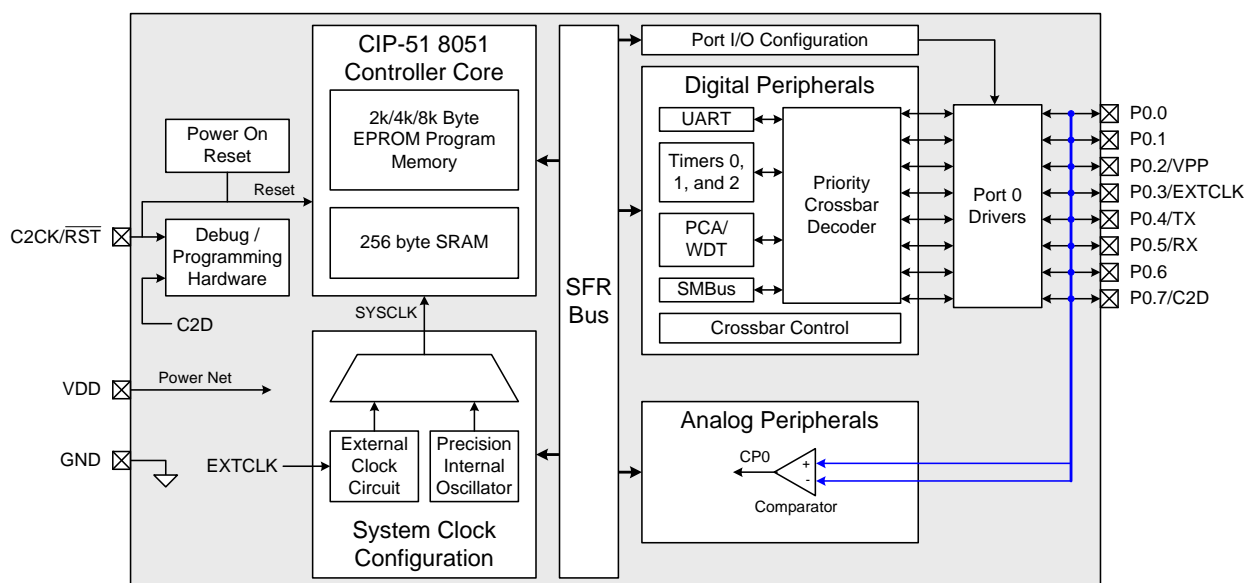 CIP-51 8051
Controller Core
2k/4k/8k Byte
EPROM Program
Memory
256 byte SRAM
Power On
Reset
Reset
C2CK/RST
Debug /
Programming
Hardware
C2D
VDD
Power Net
GND
SYSCLK
EXTCLK
External
Clock
Circuit
Precision
Internal
Oscillator
System Clock
Configuration
SFR
Bus
Port I/O Configuration
Digital Peripherals
UART
Timers 0,
1, and 2
PCA/
WDT
SMBus
Priority
Crossbar
Decoder
Crossbar Control
Port 0
Drivers
P0.0
P0.1
P0.2/VPP
P0.3/EXTCLK
P0.4/TX
P0.5/RX
P0.6
P0.7/C2D
Analog Peripherals
CP0
+
-
Comparator